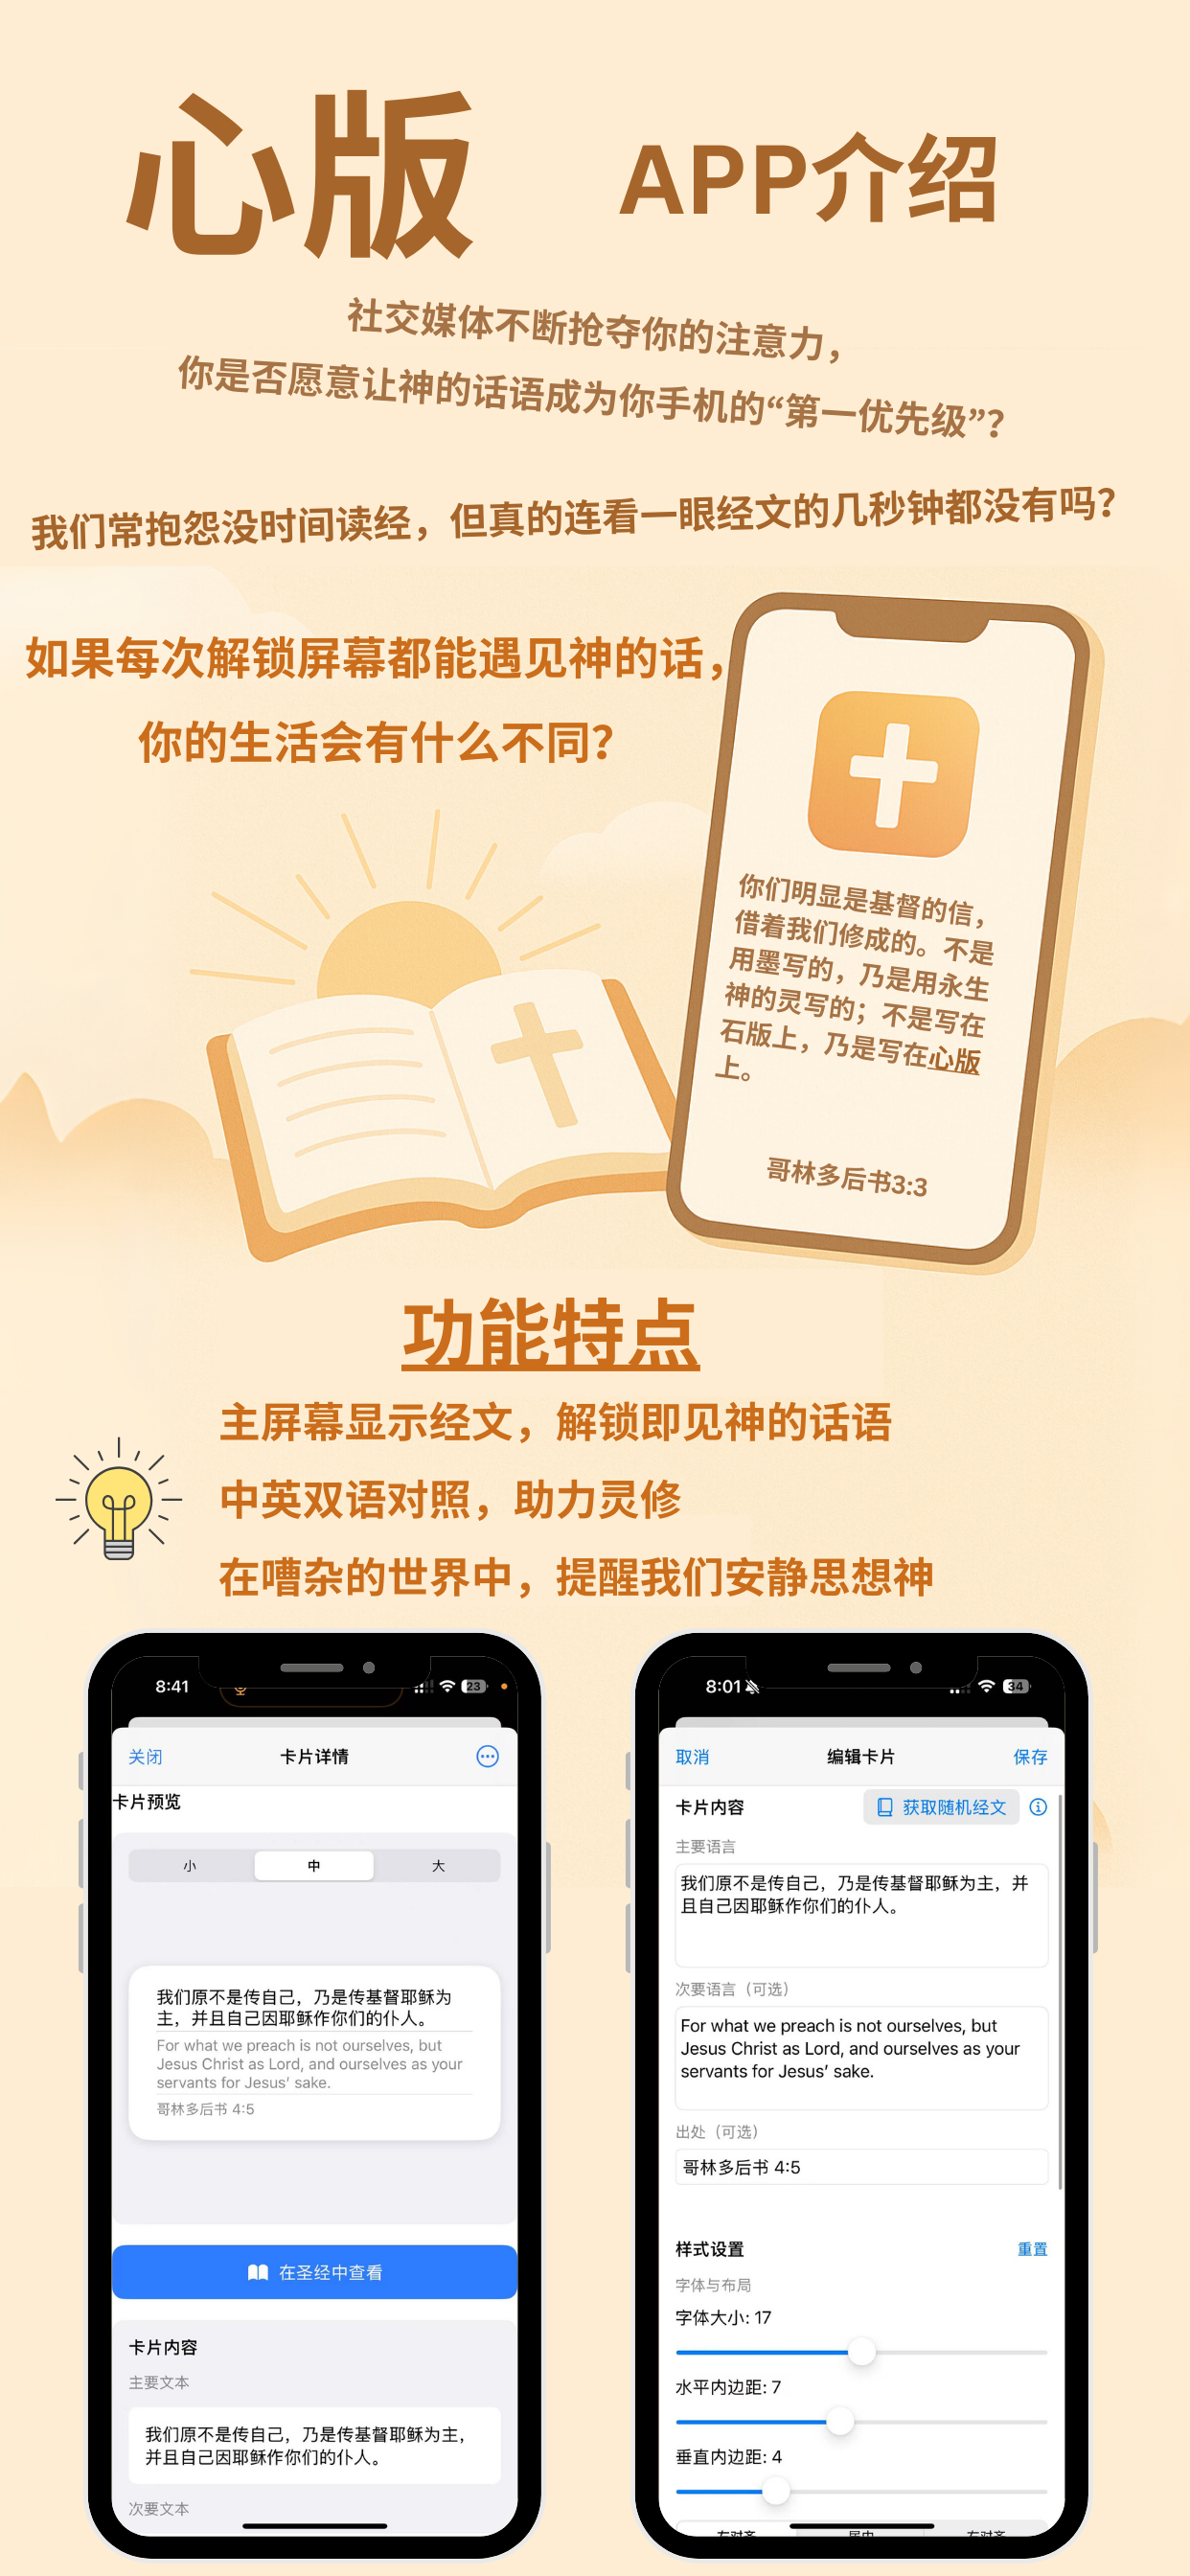 心版 APP介绍
社交媒体不断抢夺你的注意力，
你是否愿意让神的话语成为你手机的“第一优先级”？
我们常抱怨没时间读经，但真的连看一眼经文的几秒钟都没有吗？
如果每次解锁屏幕都能遇见神的话，
你的生活会有什么不同？
你们明显是基督的信，
借着我们修成的。不是
用墨写的，乃是用永生
神的灵写的；不是写在
石版上，乃是写在心版
上。
哥林多后书3:3
功能特点
主屏幕显示经文，解锁即见神的话语
中英双语对照，助力灵修
在嘈杂的世界中，提醒我们安静思想神
8:41
23
关闭 卡片详情
卡片预览
小 中 大
我们原不是传自己，乃是传基督耶稣为
主，并且自己因耶稣作你们的仆人。
For what we preach is not ourselves, but
Jesus Christ as Lord, and ourselves as your
servants for Jesus’ sake.
哥林多后书 4:5
在圣经中查看
卡片内容
主要文本
我们原不是传自己，乃是传基督耶稣为主，
并且自己因耶稣作你们的仆人。
次要文本
8:01
34
取消 编辑卡片 保存
卡片内容 获取随机经文
主要语言
我们原不是传自己，乃是传基督耶稣为主，并
且自己因耶稣作你们的仆人。
次要语言（可选）
For what we preach is not ourselves, but
Jesus Christ as Lord, and ourselves as your
servants for Jesus’ sake.
出处（可选）
哥林多后书 4:5
样式设置 重置
字体与布局
字体大小: 17
水平内边距: 7
垂直内边距: 4